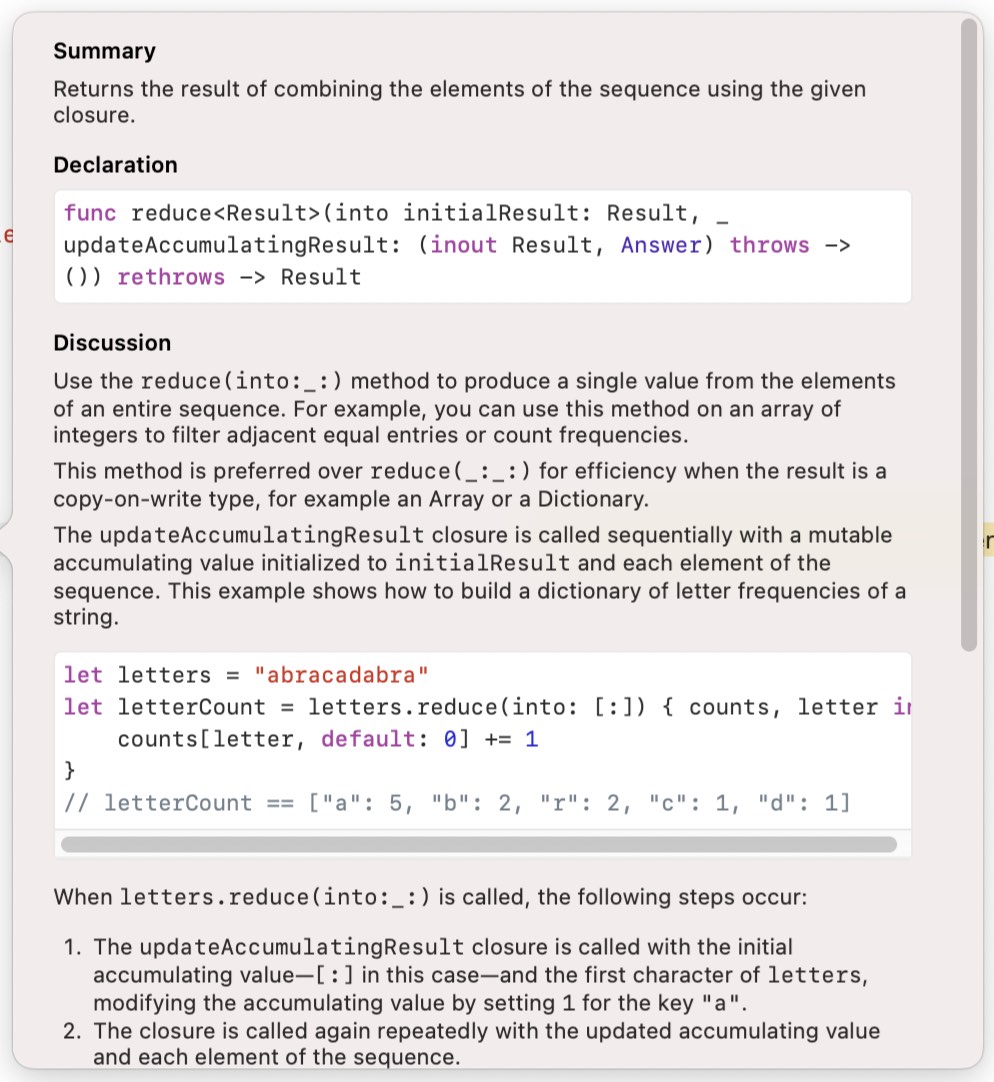 Summary
Returns the result of combining the elements of the sequence using the given
closure.
Declaration
func reduce<Result>(into initialResult: Result, _
updateAccumulatingResult: (inout Result, Answer) throws ->
()) rethrows -> Result
Discussion
Use the reduce(into:_:) method to produce a single value from the elements
of an entire sequence. For example, you can use this method on an array of
integers to filter adjacent equal entries or count frequencies.
This method is preferred over reduce(_:_:) for efficiency when the result is a
copy-on-write type, for example an Array or a Dictionary.
The updateAccumulatingResult closure is called sequentially with a mutable
accumulating value initialized to initialResult and each element of the
sequence. This example shows how to build a dictionary of letter frequencies of a
string.
let letters = "abracadabra"
let letterCount = letters.reduce(into: [:]) { counts, letter
    counts[letter, default: 0] += 1
}
// letterCount == ["a": 5, "b": 2, "r": 2, "c": 1, "d": 1]
When letters.reduce(into:_:) is called, the following steps occur:
1. The updateAccumulatingResult closure is called with the initial
accumulating value—[:] in this case—and the first character of letters,
modifying the accumulating value by setting 1 for the key "a".
2. The closure is called again repeatedly with the updated accumulating value
and each element of the sequence.